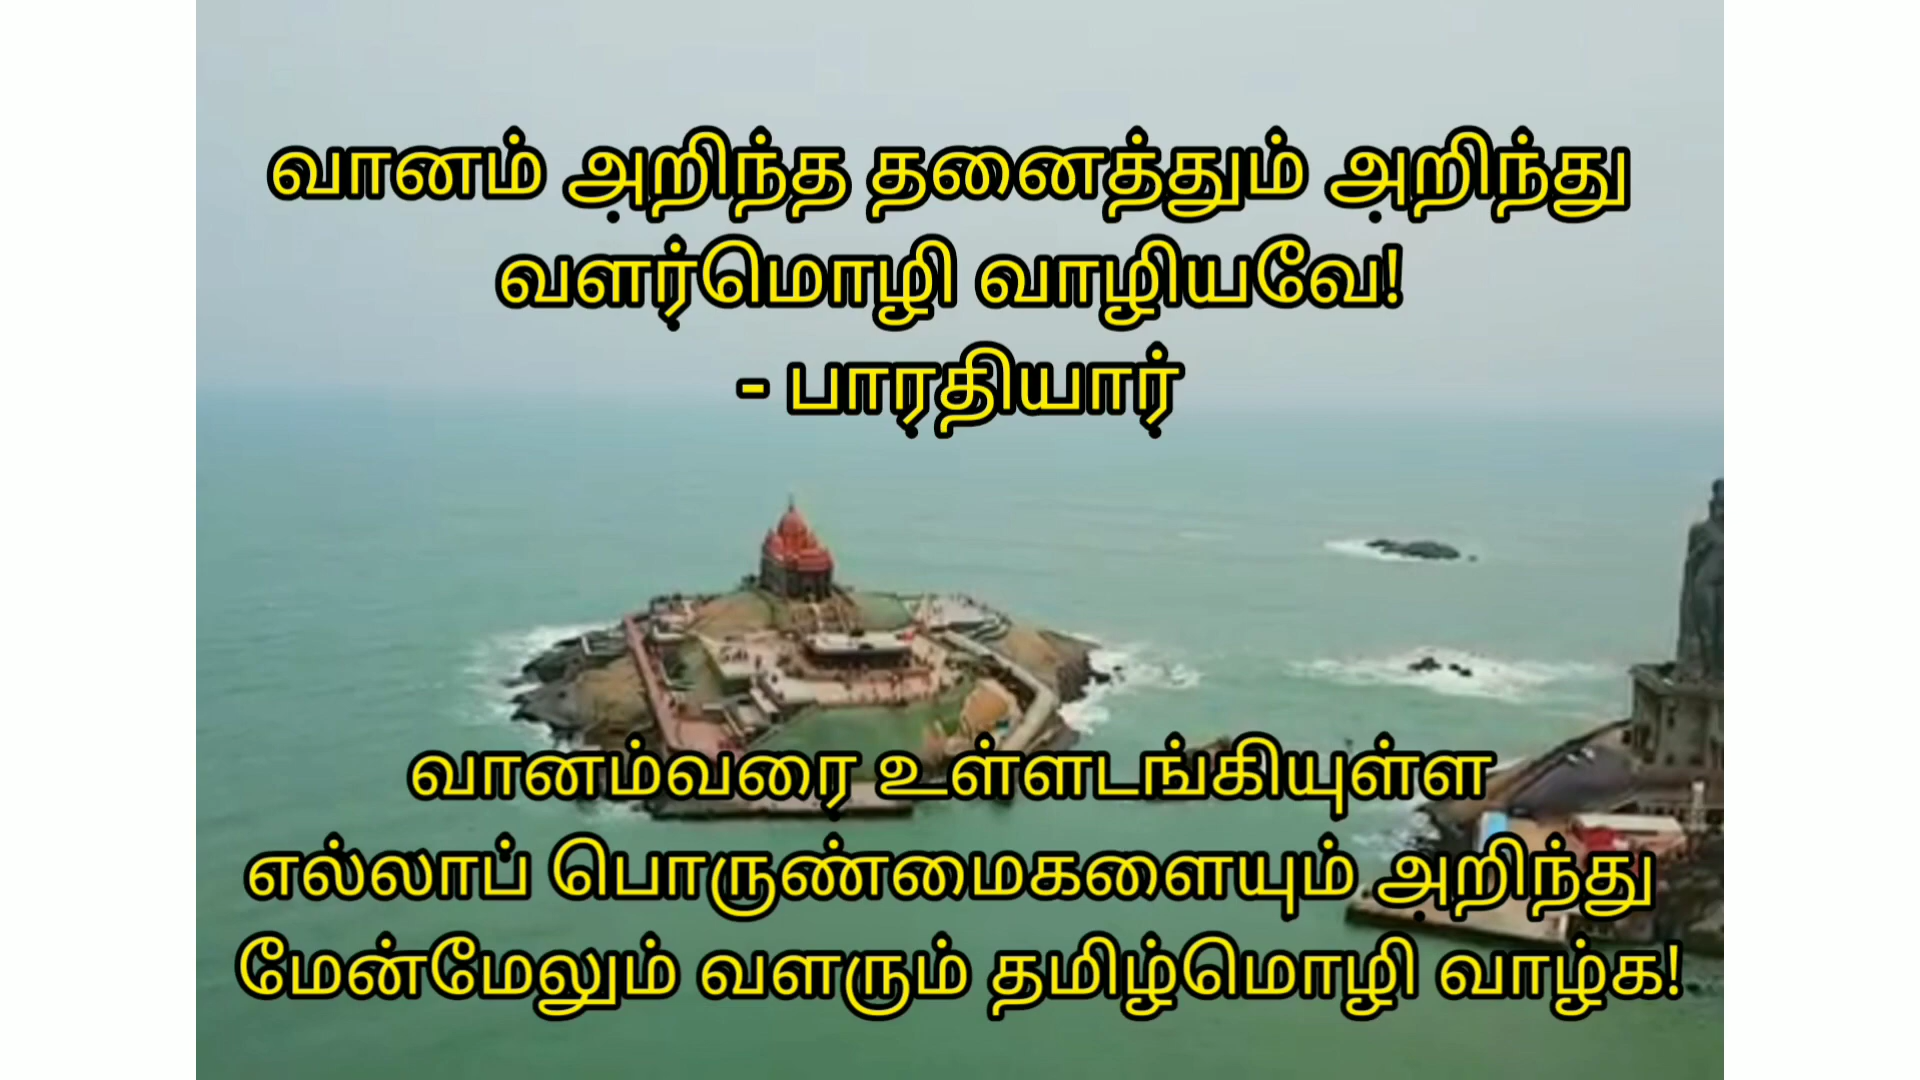 வானம் அறிந்த தனைத்தும் அறிந்து
வளர்மொழி வாழியவே!
- பாரதியார்
வானம்வரை உள்ளடங்கியுள்ள
எல்லாப் பொருண்மைகளையும் அறிந்து
மேன்மேலும் வளரும் தமிழ்மொழி வாழ்க!